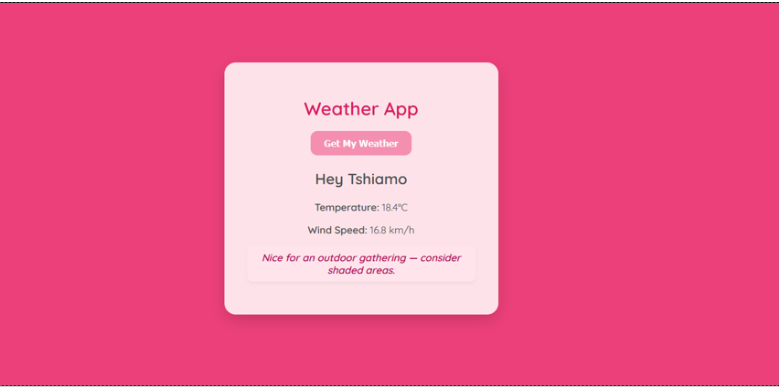 Weather App
Get My Weather
Hey Tshiamo
Temperature: 18.4°C
Wind Speed: 16.8 km/h
Nice for an outdoor gathering — consider
shaded areas.